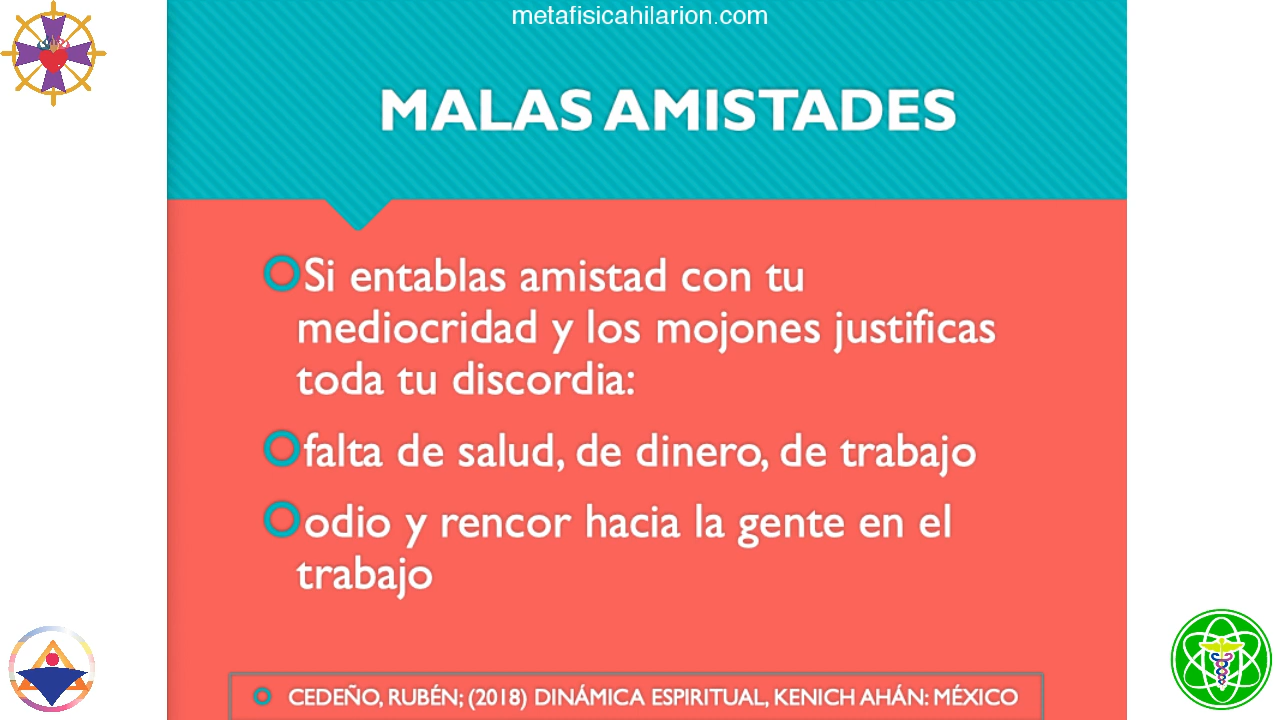 metafisicahilarion.com
MALAS AMISTADES
Si entablas amistad con tu
mediocridad y los mojones justificas
toda tu discordia:
falta de salud, de dinero, de trabajo
odio y rencor hacia la gente en el
trabajo
CEDEÑO, RUBÉN; (2018) DINÁMICA ESPIRITUAL, KENICH AHÁN: MÉXICO